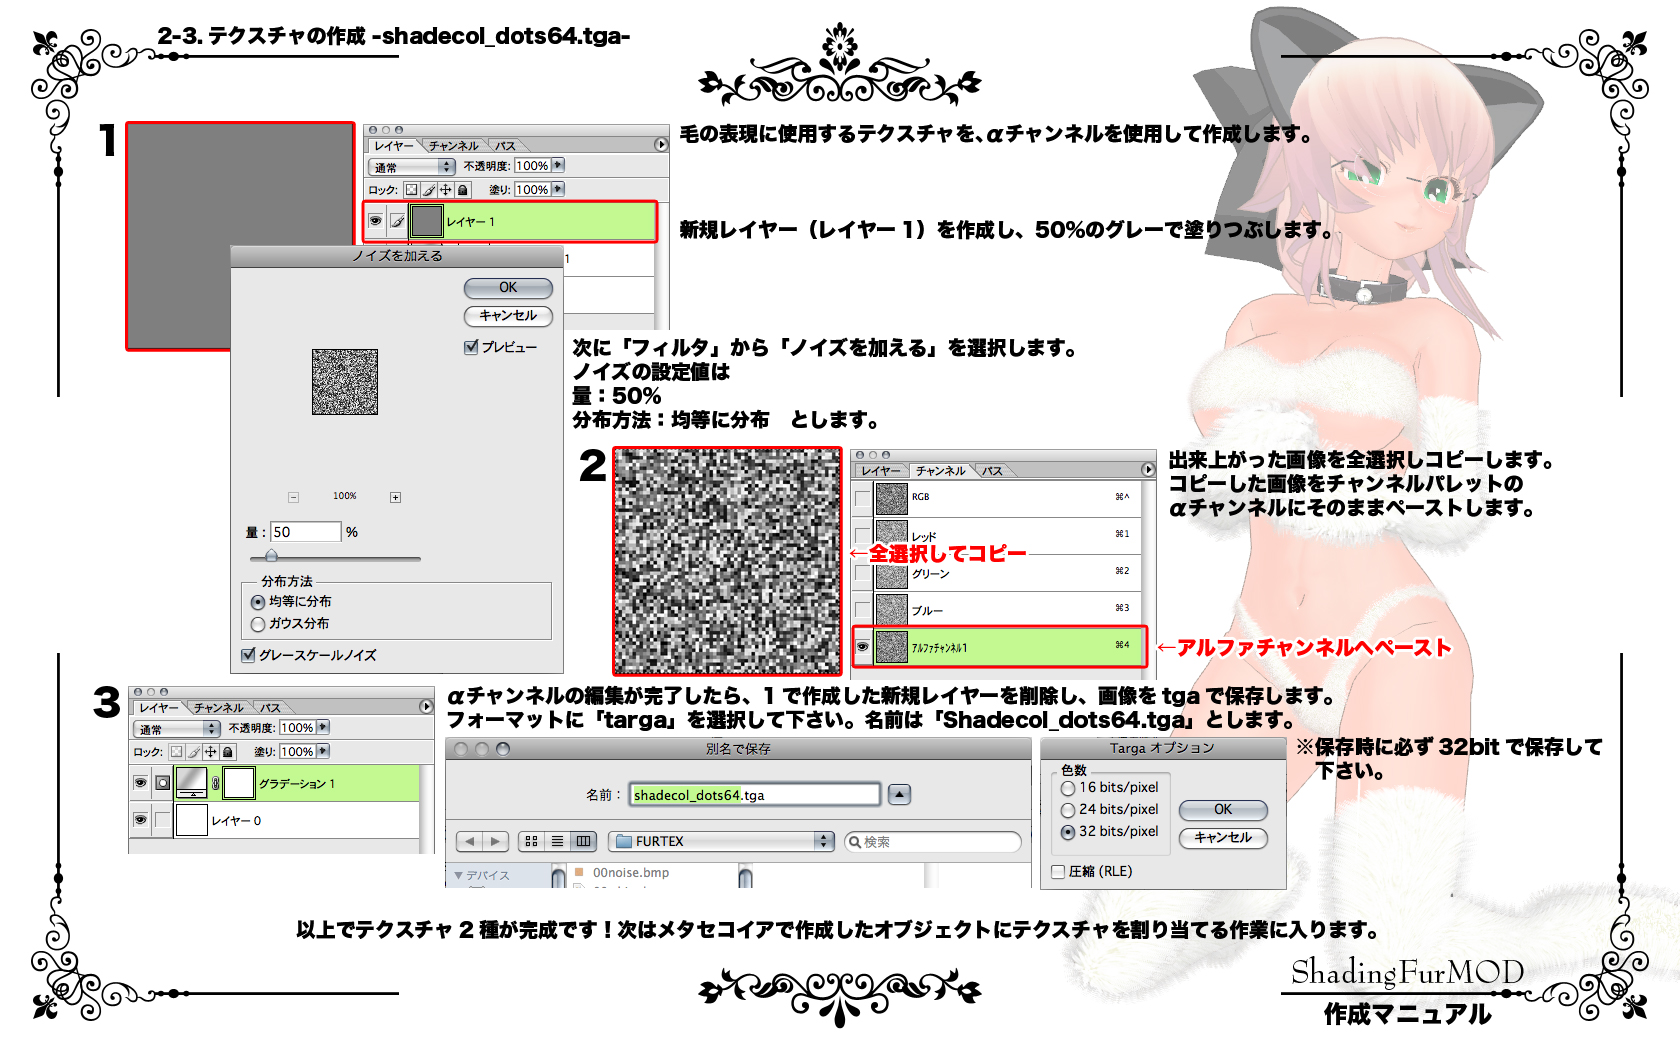 2-3. テクスチャの作成 -shadecol_dots64.tga-
1
レイヤー チャンネル パス
通常 不透明度: 100%
ロック: 塗り: 100%
レイヤー 1
1
毛の表現に使用するテクスチャを、αチャンネルを使用して作成します。
新規レイヤー（レイヤー 1）を作成し、50%のグレーで塗りつぶします。
ノイズを加える
OK
キャンセル
プレビュー
100%
量 : 50 %
分布方法
均等に分布
ガウス分布
グレースケールノイズ
次に「フィルタ」から「ノイズを加える」を選択します。
ノイズの設定値は
量：50%
分布方法：均等に分布　とします。
2
レイヤー チャンネル パス
RGB ⌘^
レッド ⌘1
グリーン ⌘2
ブルー ⌘3
アルファチャンネル1 ⌘4
←全選択してコピー
←アルファチャンネルへペースト
出来上がった画像を全選択しコピーします。
コピーした画像をチャンネルパレットの
αチャンネルにそのままペーストします。
3
レイヤー チャンネル パス
通常 不透明度: 100%
ロック: 塗り: 100%
グラデーション 1
レイヤー 0
αチャンネルの編集が完了したら、1 で作成した新規レイヤーを削除し、画像を tga で保存します。
フォーマットに「targa」を選択して下さい。名前は「Shadecol_dots64.tga」とします。
別名で保存
名前： shadecol_dots64.tga
FURTEX
検索
デバイス
00noise.bmp
Targa オプション
色数
16 bits/pixel
24 bits/pixel
32 bits/pixel
OK
キャンセル
圧縮 (RLE)
※保存時に必ず 32bit で保存して
下さい。
以上でテクスチャ 2 種が完成です！次はメタセコイアで作成したオブジェクトにテクスチャを割り当てる作業に入ります。
ShadingFurMOD
作成マニュアル